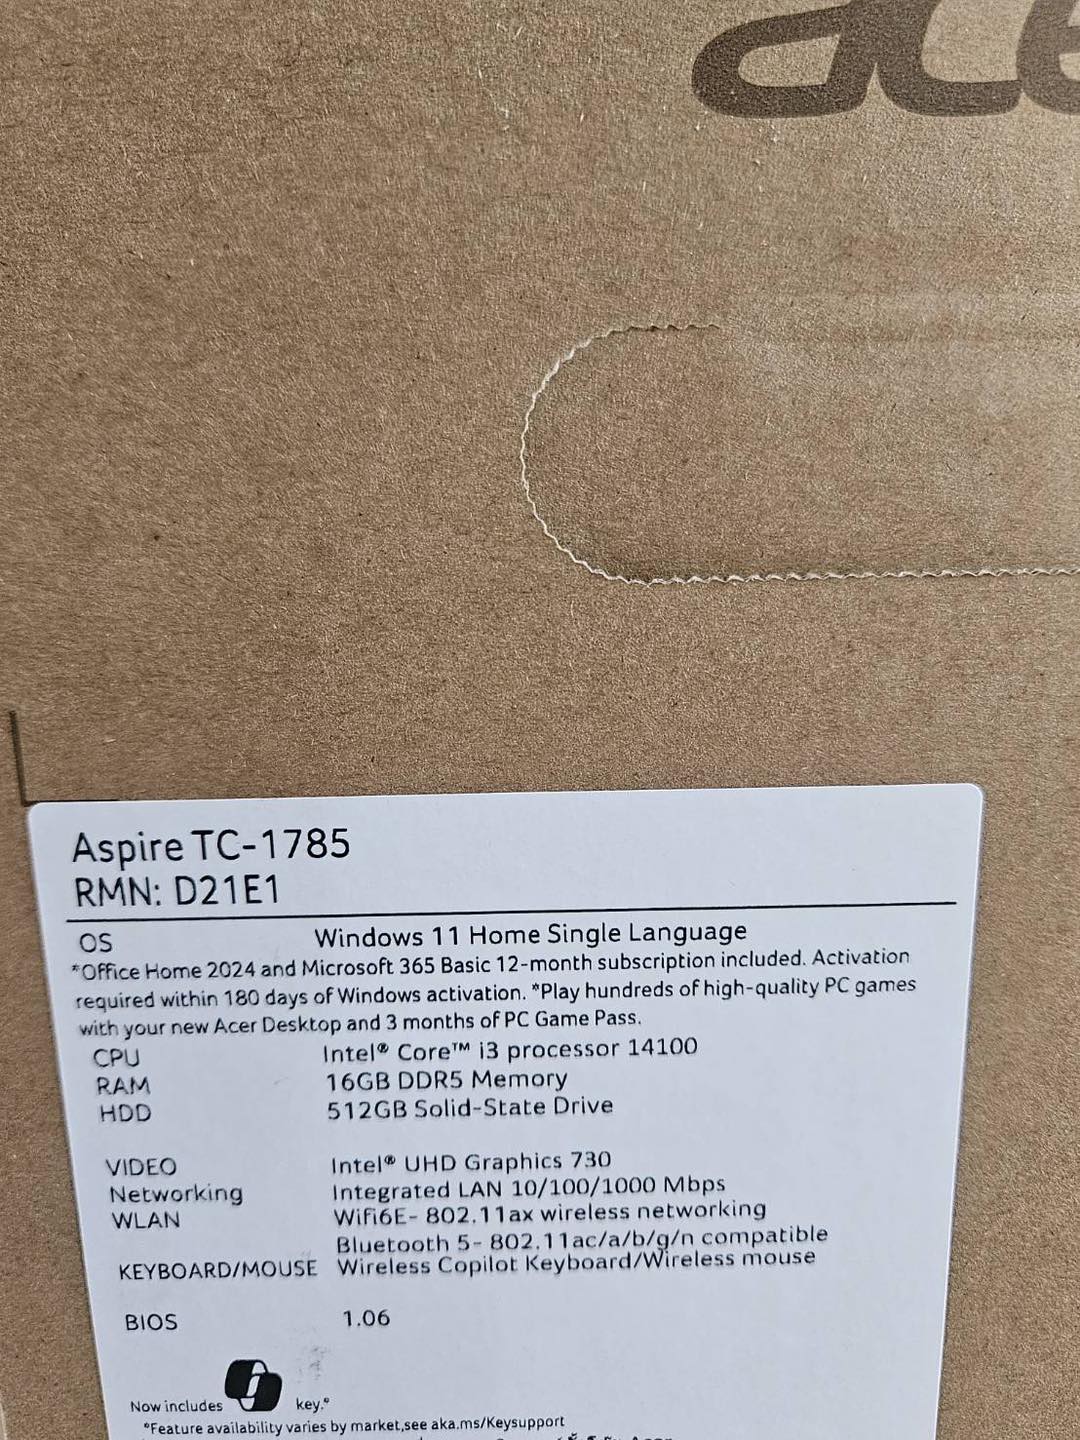 acer
Aspire TC-1785
RMN: D21E1
OS Windows 11 Home Single Language
*Office Home 2024 and Microsoft 365 Basic 12-month subscription included. Activation
required within 180 days of Windows activation. *Play hundreds of high-quality PC games
with your new Acer Desktop and 3 months of PC Game Pass.
CPU Intel® Core™ i3 processor 14100
RAM 16GB DDR5 Memory
HDD 512GB Solid-State Drive
VIDEO Intel® UHD Graphics 730
Networking Integrated LAN 10/100/1000 Mbps
WLAN Wifi6E- 802.11ax wireless networking
Bluetooth 5- 802.11ac/a/b/g/n compatible
KEYBOARD/MOUSE Wireless Copilot Keyboard/Wireless mouse
BIOS 1.06
Now includes key.*
*Feature availability varies by market,see aka.ms/Keysupport